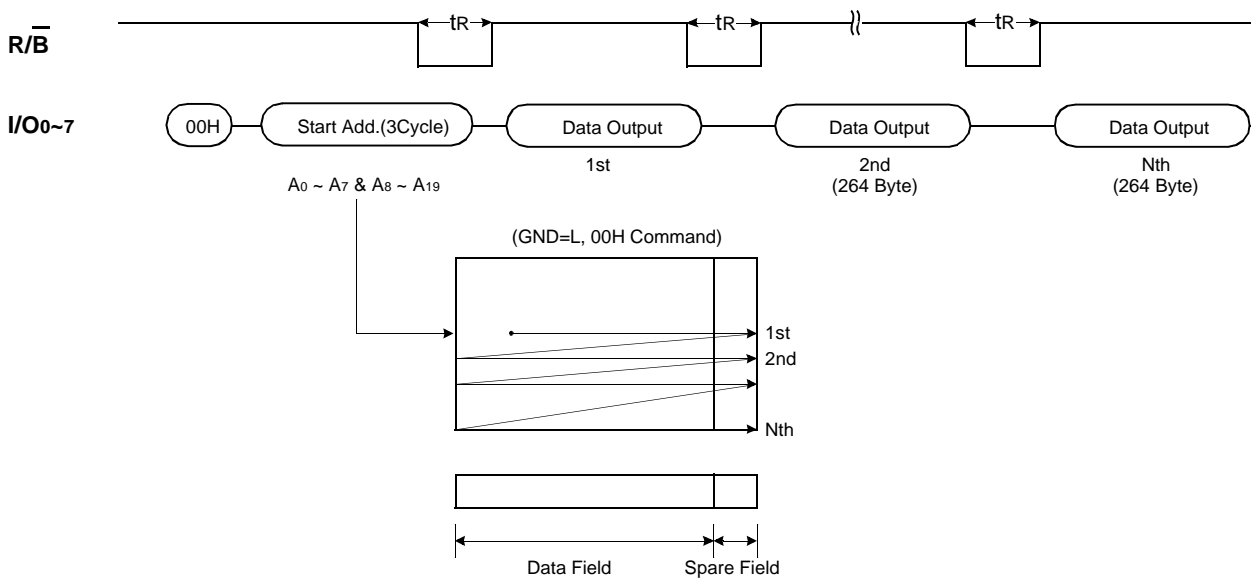 R/B
tR
tR
tR
I/O0~7
00H
Start Add.(3Cycle)
Data Output
Data Output
Data Output
1st
2nd
Nth
(264 Byte)
(264 Byte)
A0 ~ A7 & A8 ~ A19
(GND=L, 00H Command)
1st
2nd
Nth
Data Field
Spare Field